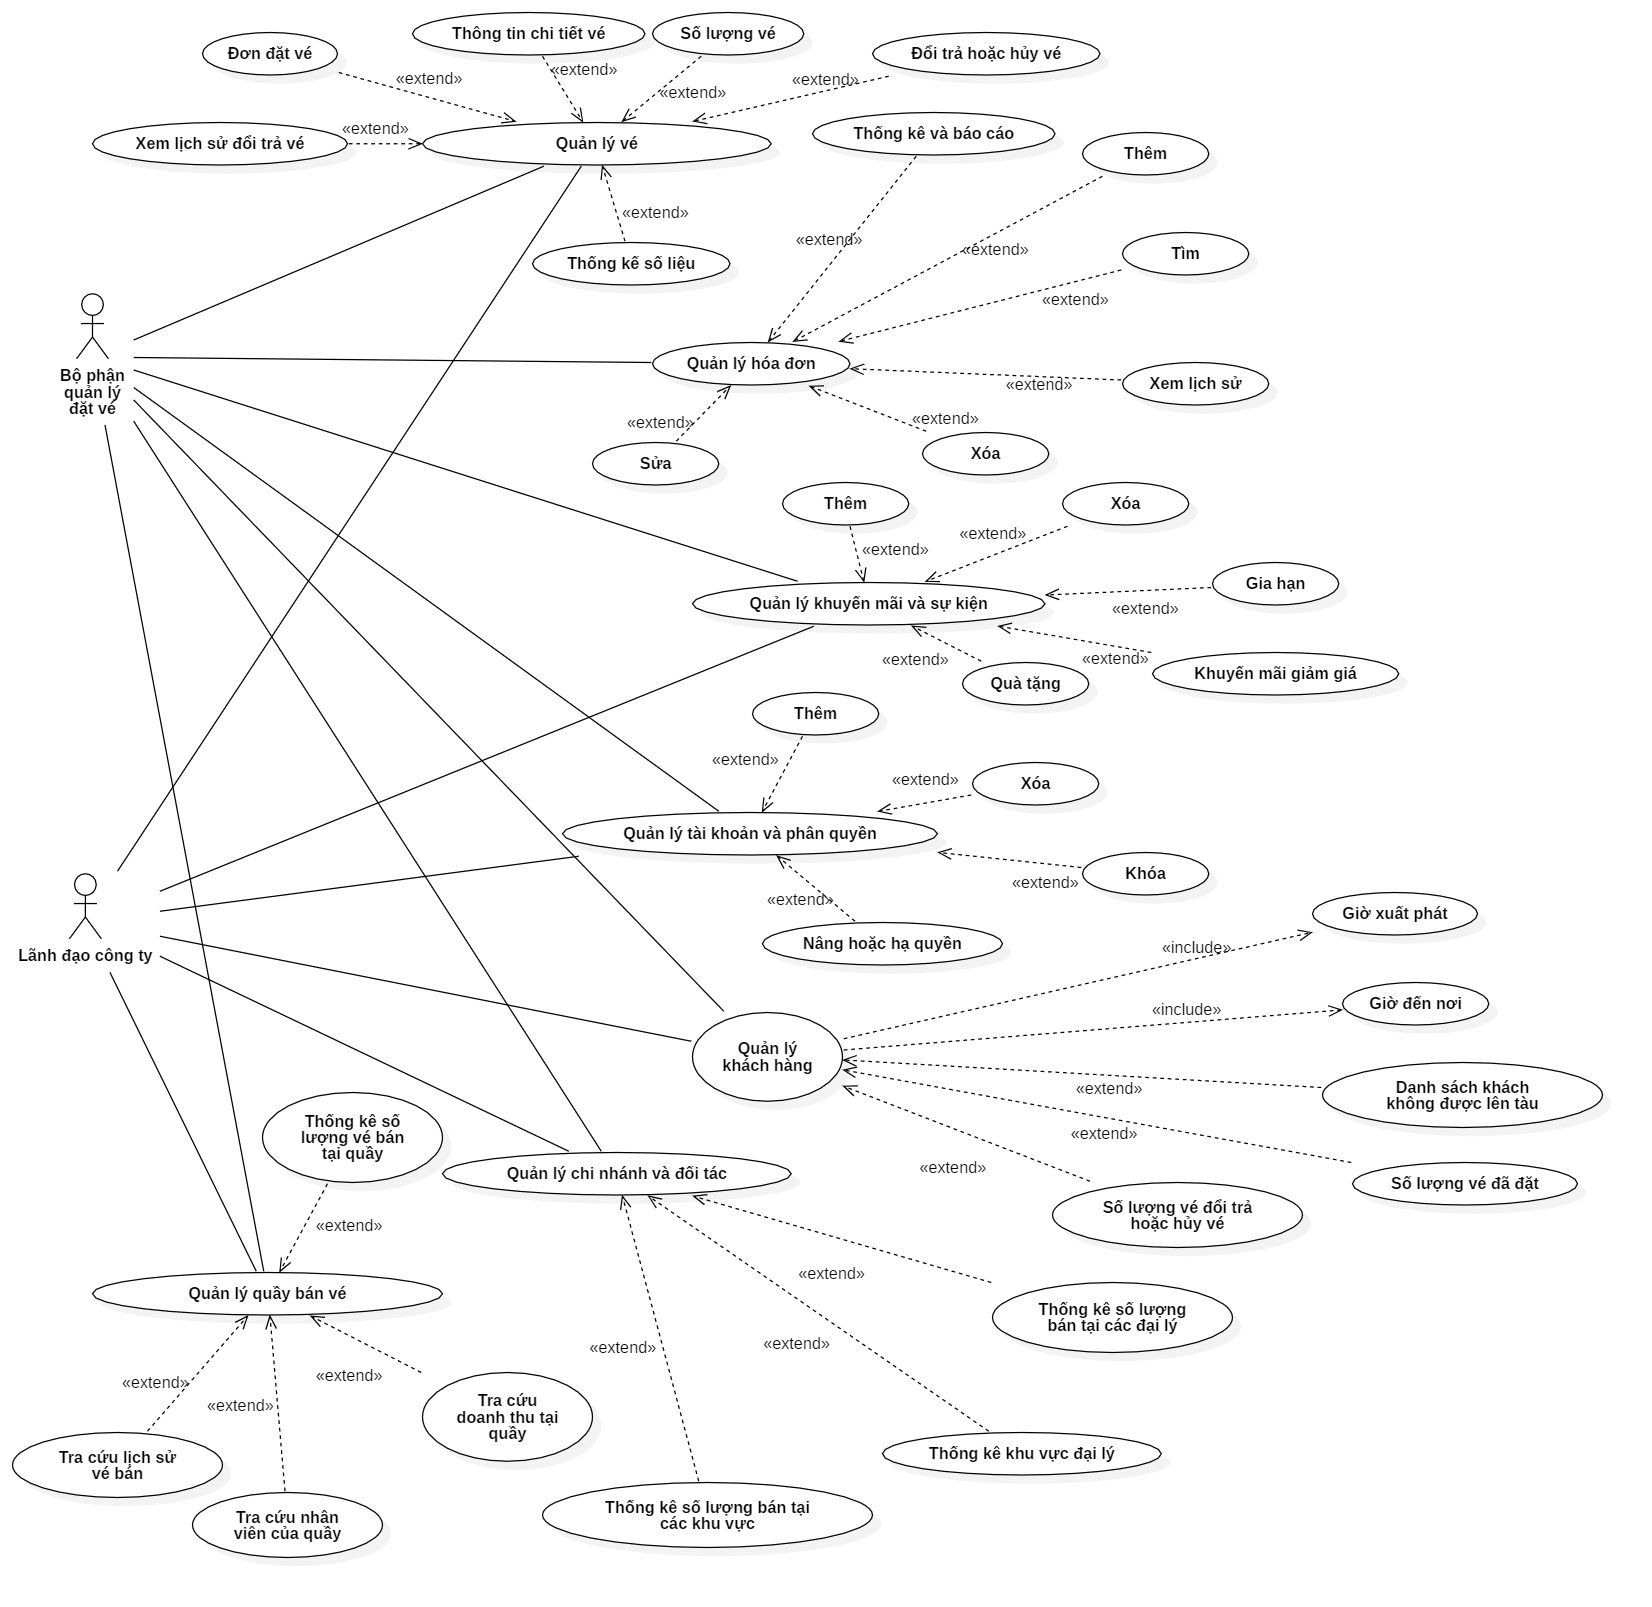 Thông tin chi tiết vé
Số lượng vé
Đơn đặt vé
Đổi trả hoặc hủy vé
«extend»
«extend»
«extend»
«extend»
Xem lịch sử đổi trả vé
«extend»
Quản lý vé
Thống kê và báo cáo
Thêm
«extend»
Thống kế số liệu
«extend»
«extend»
Tìm
«extend»
Bộ phận
quản lý
đặt vé
Quản lý hóa đơn
«extend»
Xem lịch sử
«extend»
«extend»
Sửa
Xóa
Thêm
Xóa
«extend»
«extend»
Gia hạn
Quản lý khuyến mãi và sự kiện
«extend»
«extend»
«extend»
Quà tặng
Khuyến mãi giảm giá
Thêm
«extend»
«extend»
Xóa
Quản lý tài khoản và phân quyền
Khóa
«extend»
«extend»
Lãnh đạo công ty
Nâng hoặc hạ quyền
Giờ xuất phát
«include»
Giờ đến nơi
«include»
Quản lý
khách hàng
«extend»
Danh sách khách
không được lên tàu
«extend»
Thống kê số
lượng vé bán
tại quầy
Quản lý chi nhánh và đối tác
«extend»
Số lượng vé đã đặt
Số lượng vé đổi trả
hoặc hủy vé
«extend»
«extend»
Quản lý quầy bán vé
Thống kê số lượng
bán tại các đại lý
«extend»
«extend»
«extend»
«extend»
«extend»
Tra cứu
doanh thu tại
quầy
Tra cứu lịch sử
vé bán
Thống kê khu vực đại lý
Tra cứu nhân
viên của quầy
Thống kê số lượng bán tại
các khu vực